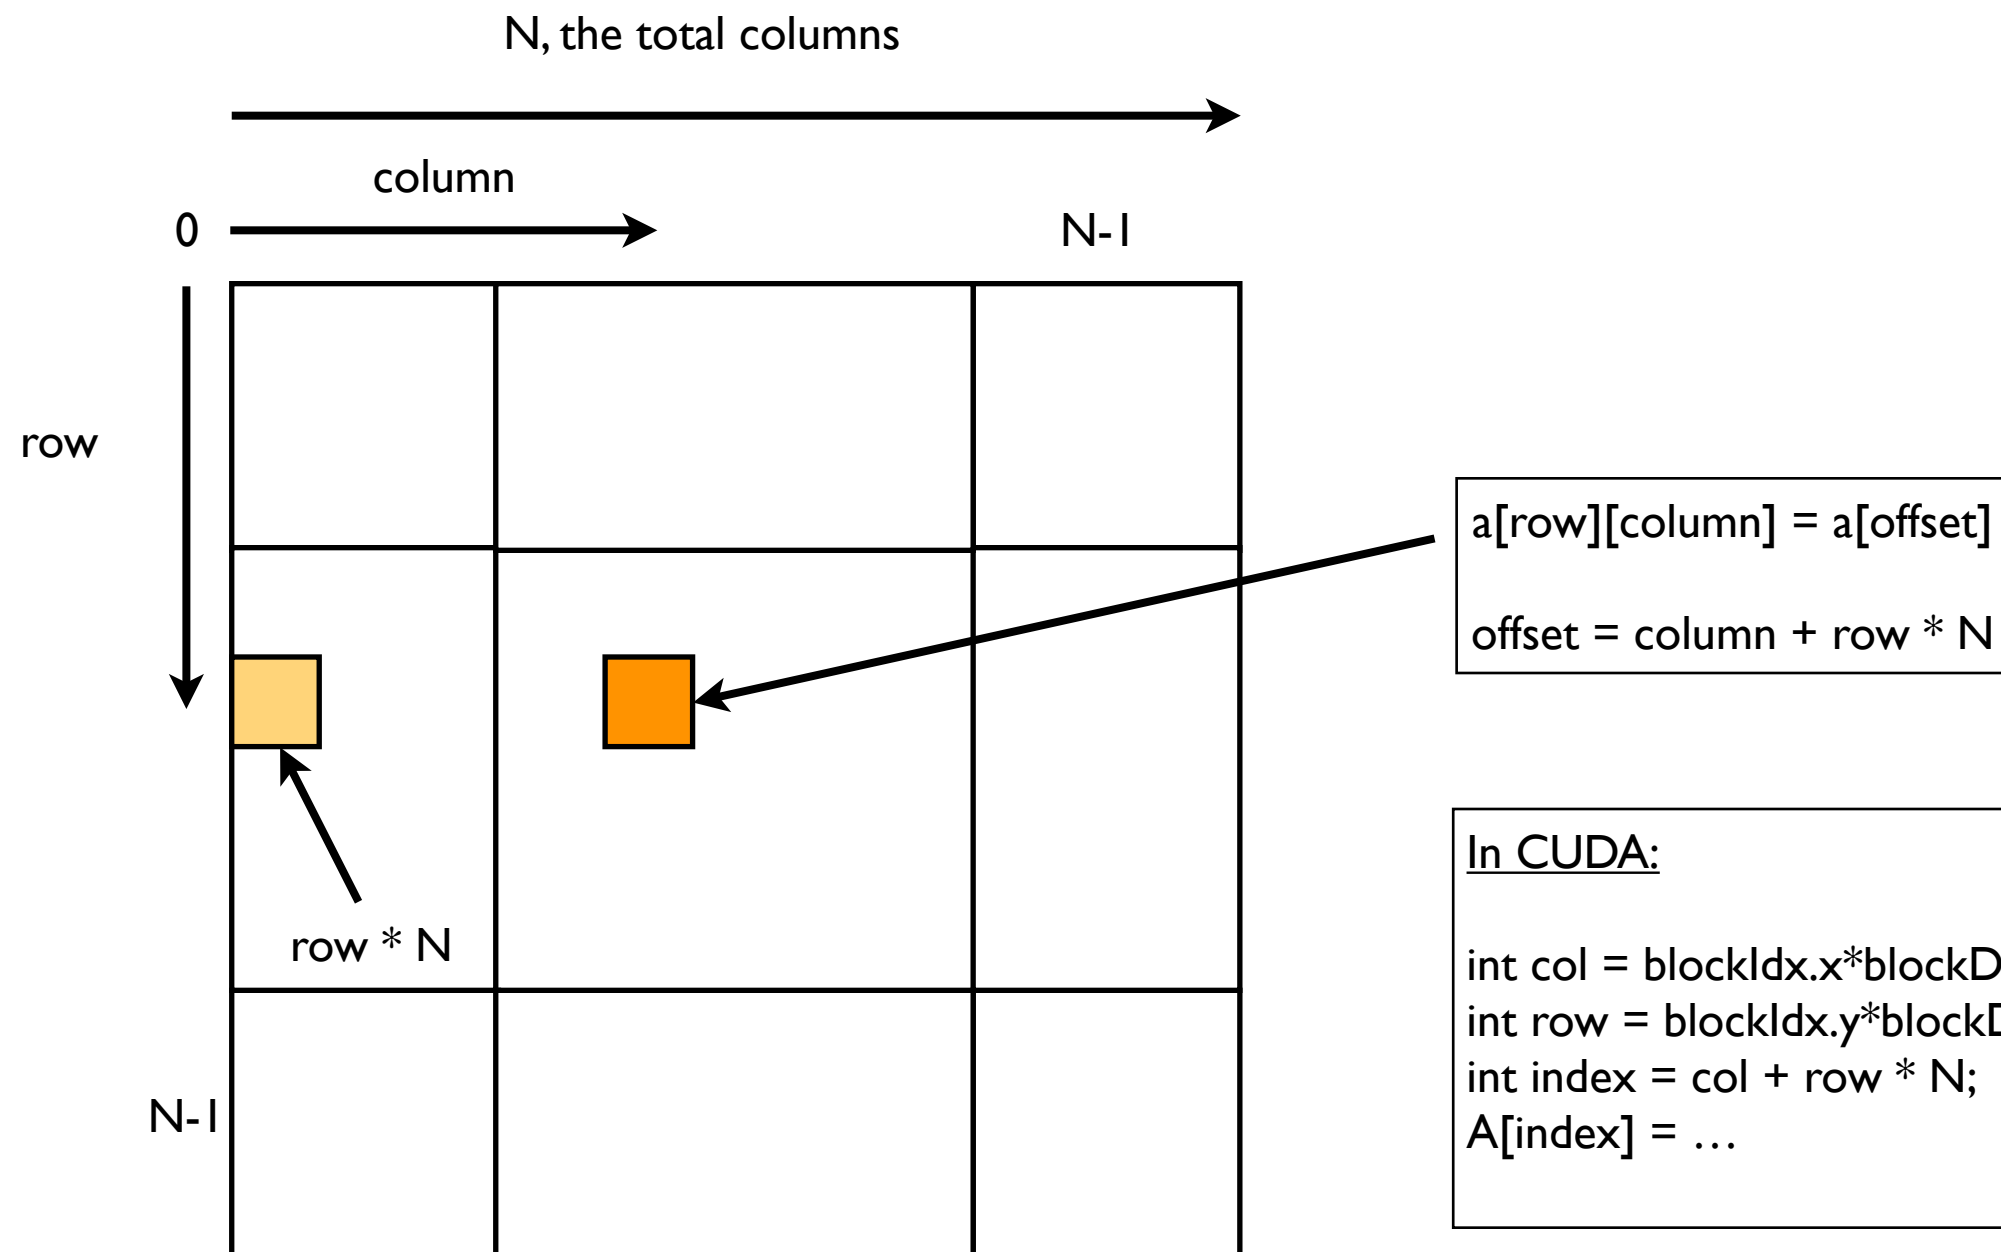 N, the total columns
column
0
N-1
row
a[row][column] = a[offset]
offset = column + row * N
In CUDA:
row * N
int col = blockIdx.x*blockD
int row = blockIdx.y*block
int index = col + row * N;
N-1
A[index] = …